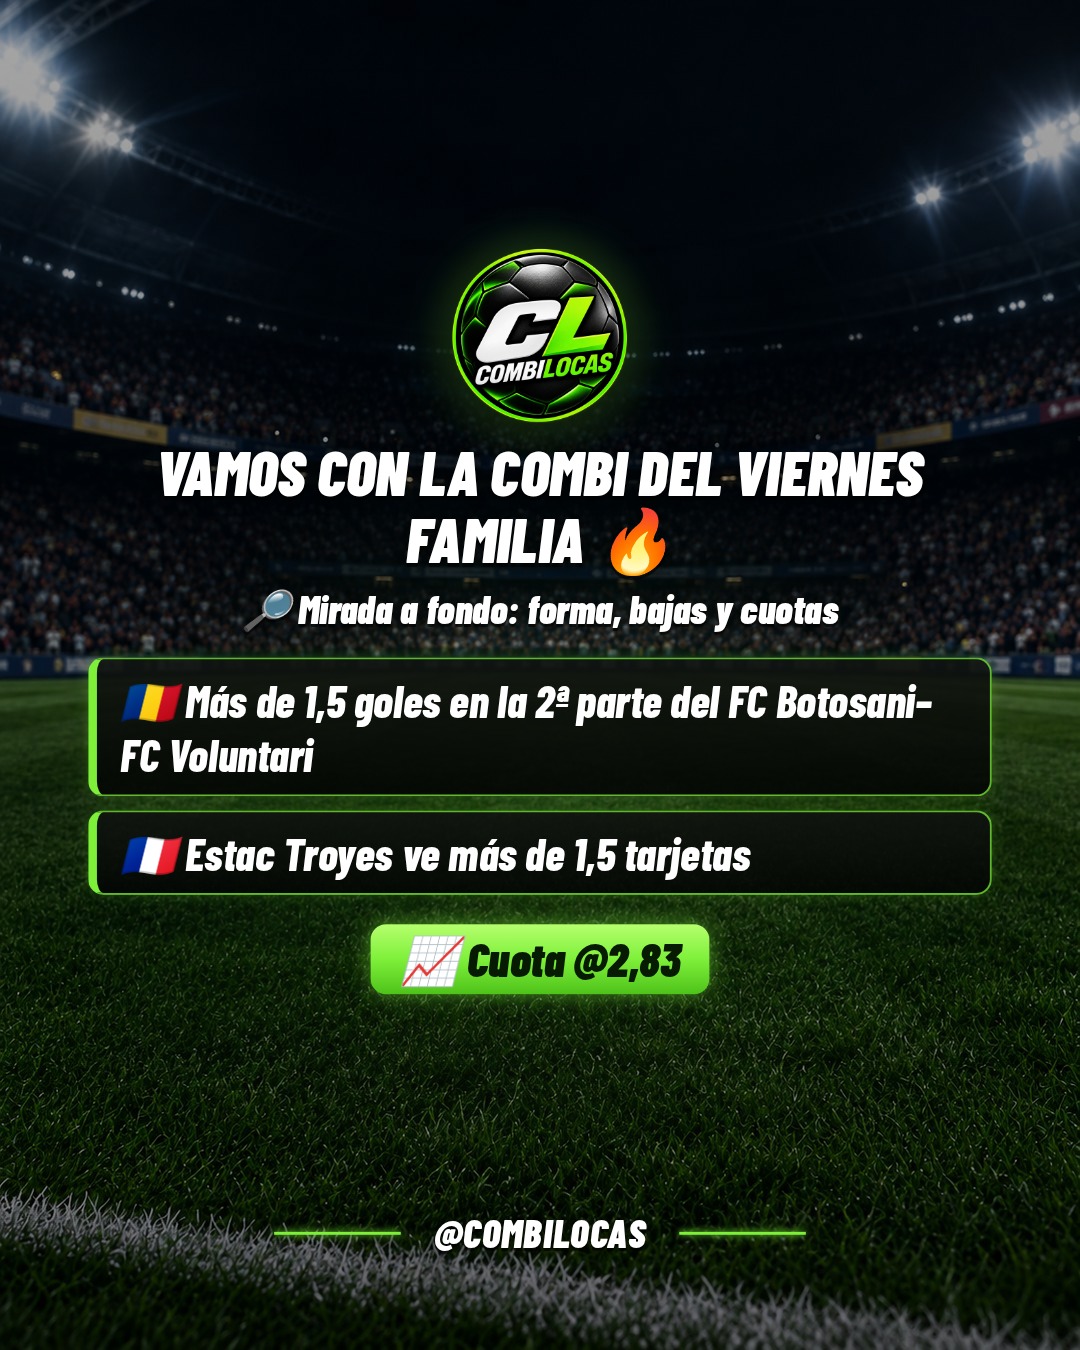 CL
COMBILOCAS
VAMOS CON LA COMBI DEL VIERNES
FAMILIA 🔥
🔎 Mirada a fondo: forma, bajas y cuotas
🇷🇴 Más de 1,5 goles en la 2ª parte del FC Botosani–
FC Voluntari
🇫🇷 Estac Troyes ve más de 1,5 tarjetas
📈 Cuota @2,83
@COMBILOCAS